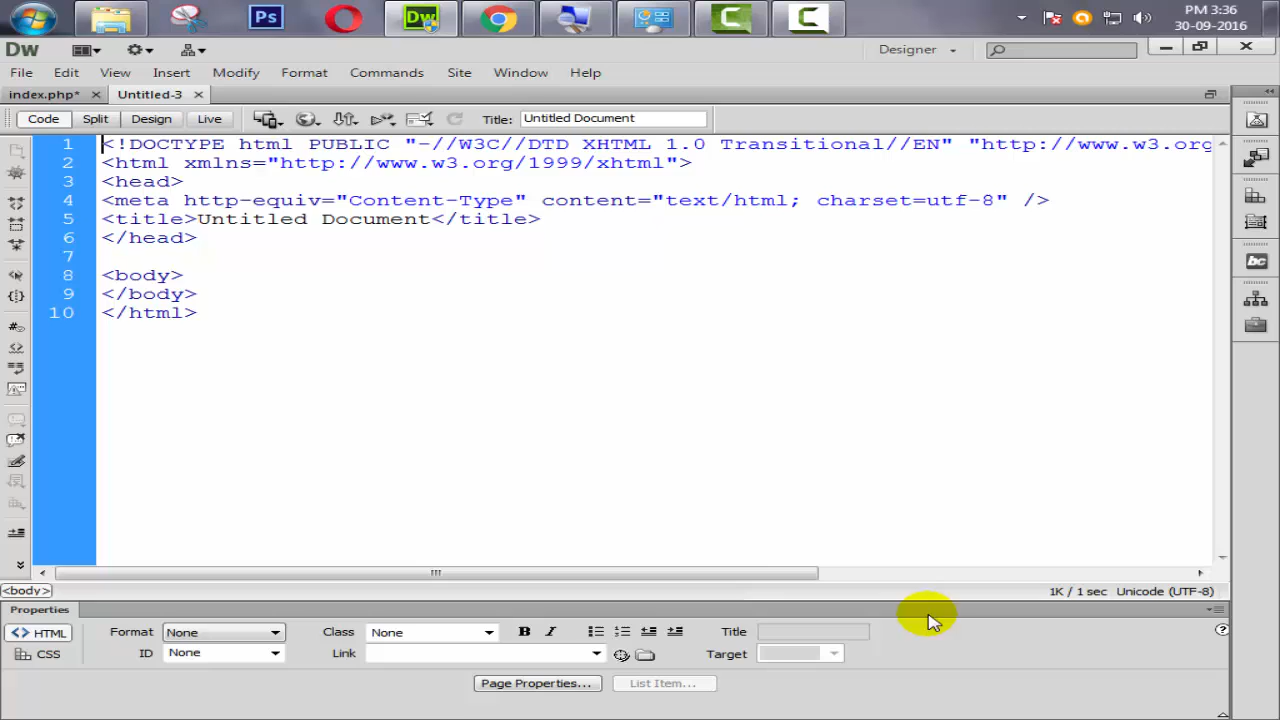 Ps
Dw
PM 3:36
30-09-2016
Dw
Designer
File Edit View Insert Modify Format Commands Site Window Help
index.php* Untitled-3
Code Split Design Live Title: Untitled Document
1 <!DOCTYPE html PUBLIC "-//W3C//DTD XHTML 1.0 Transitional//EN" "http://www.w3.org
2 <html xmlns="http://www.w3.org/1999/xhtml">
3 <head>
4 <meta http-equiv="Content-Type" content="text/html; charset=utf-8" />
5 <title>Untitled Document</title>
6 </head>
7
8 <body>
9 </body>
10 </html>
bc
<body> 1K / 1 sec Unicode (UTF-8)
Properties
<> HTML Format None Class None B I Title
CSS ID None Link Target
Page Properties... List Item...